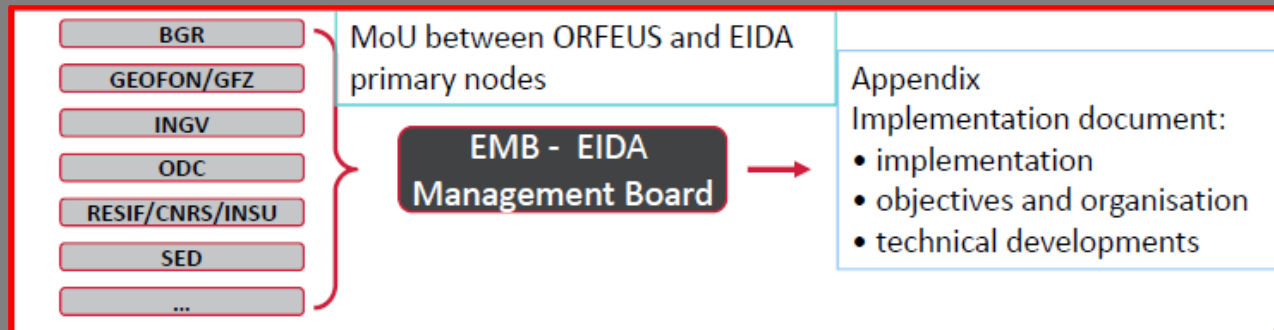 BGR
GEOFON/GFZ
INGV
ODC
RESIF/CNRS/INSU
SED
...
MoU between ORFEUS and EIDA
primary nodes
EMB - EIDA
Management Board
Appendix
Implementation document:
• implementation
• objectives and organisation
• technical developments